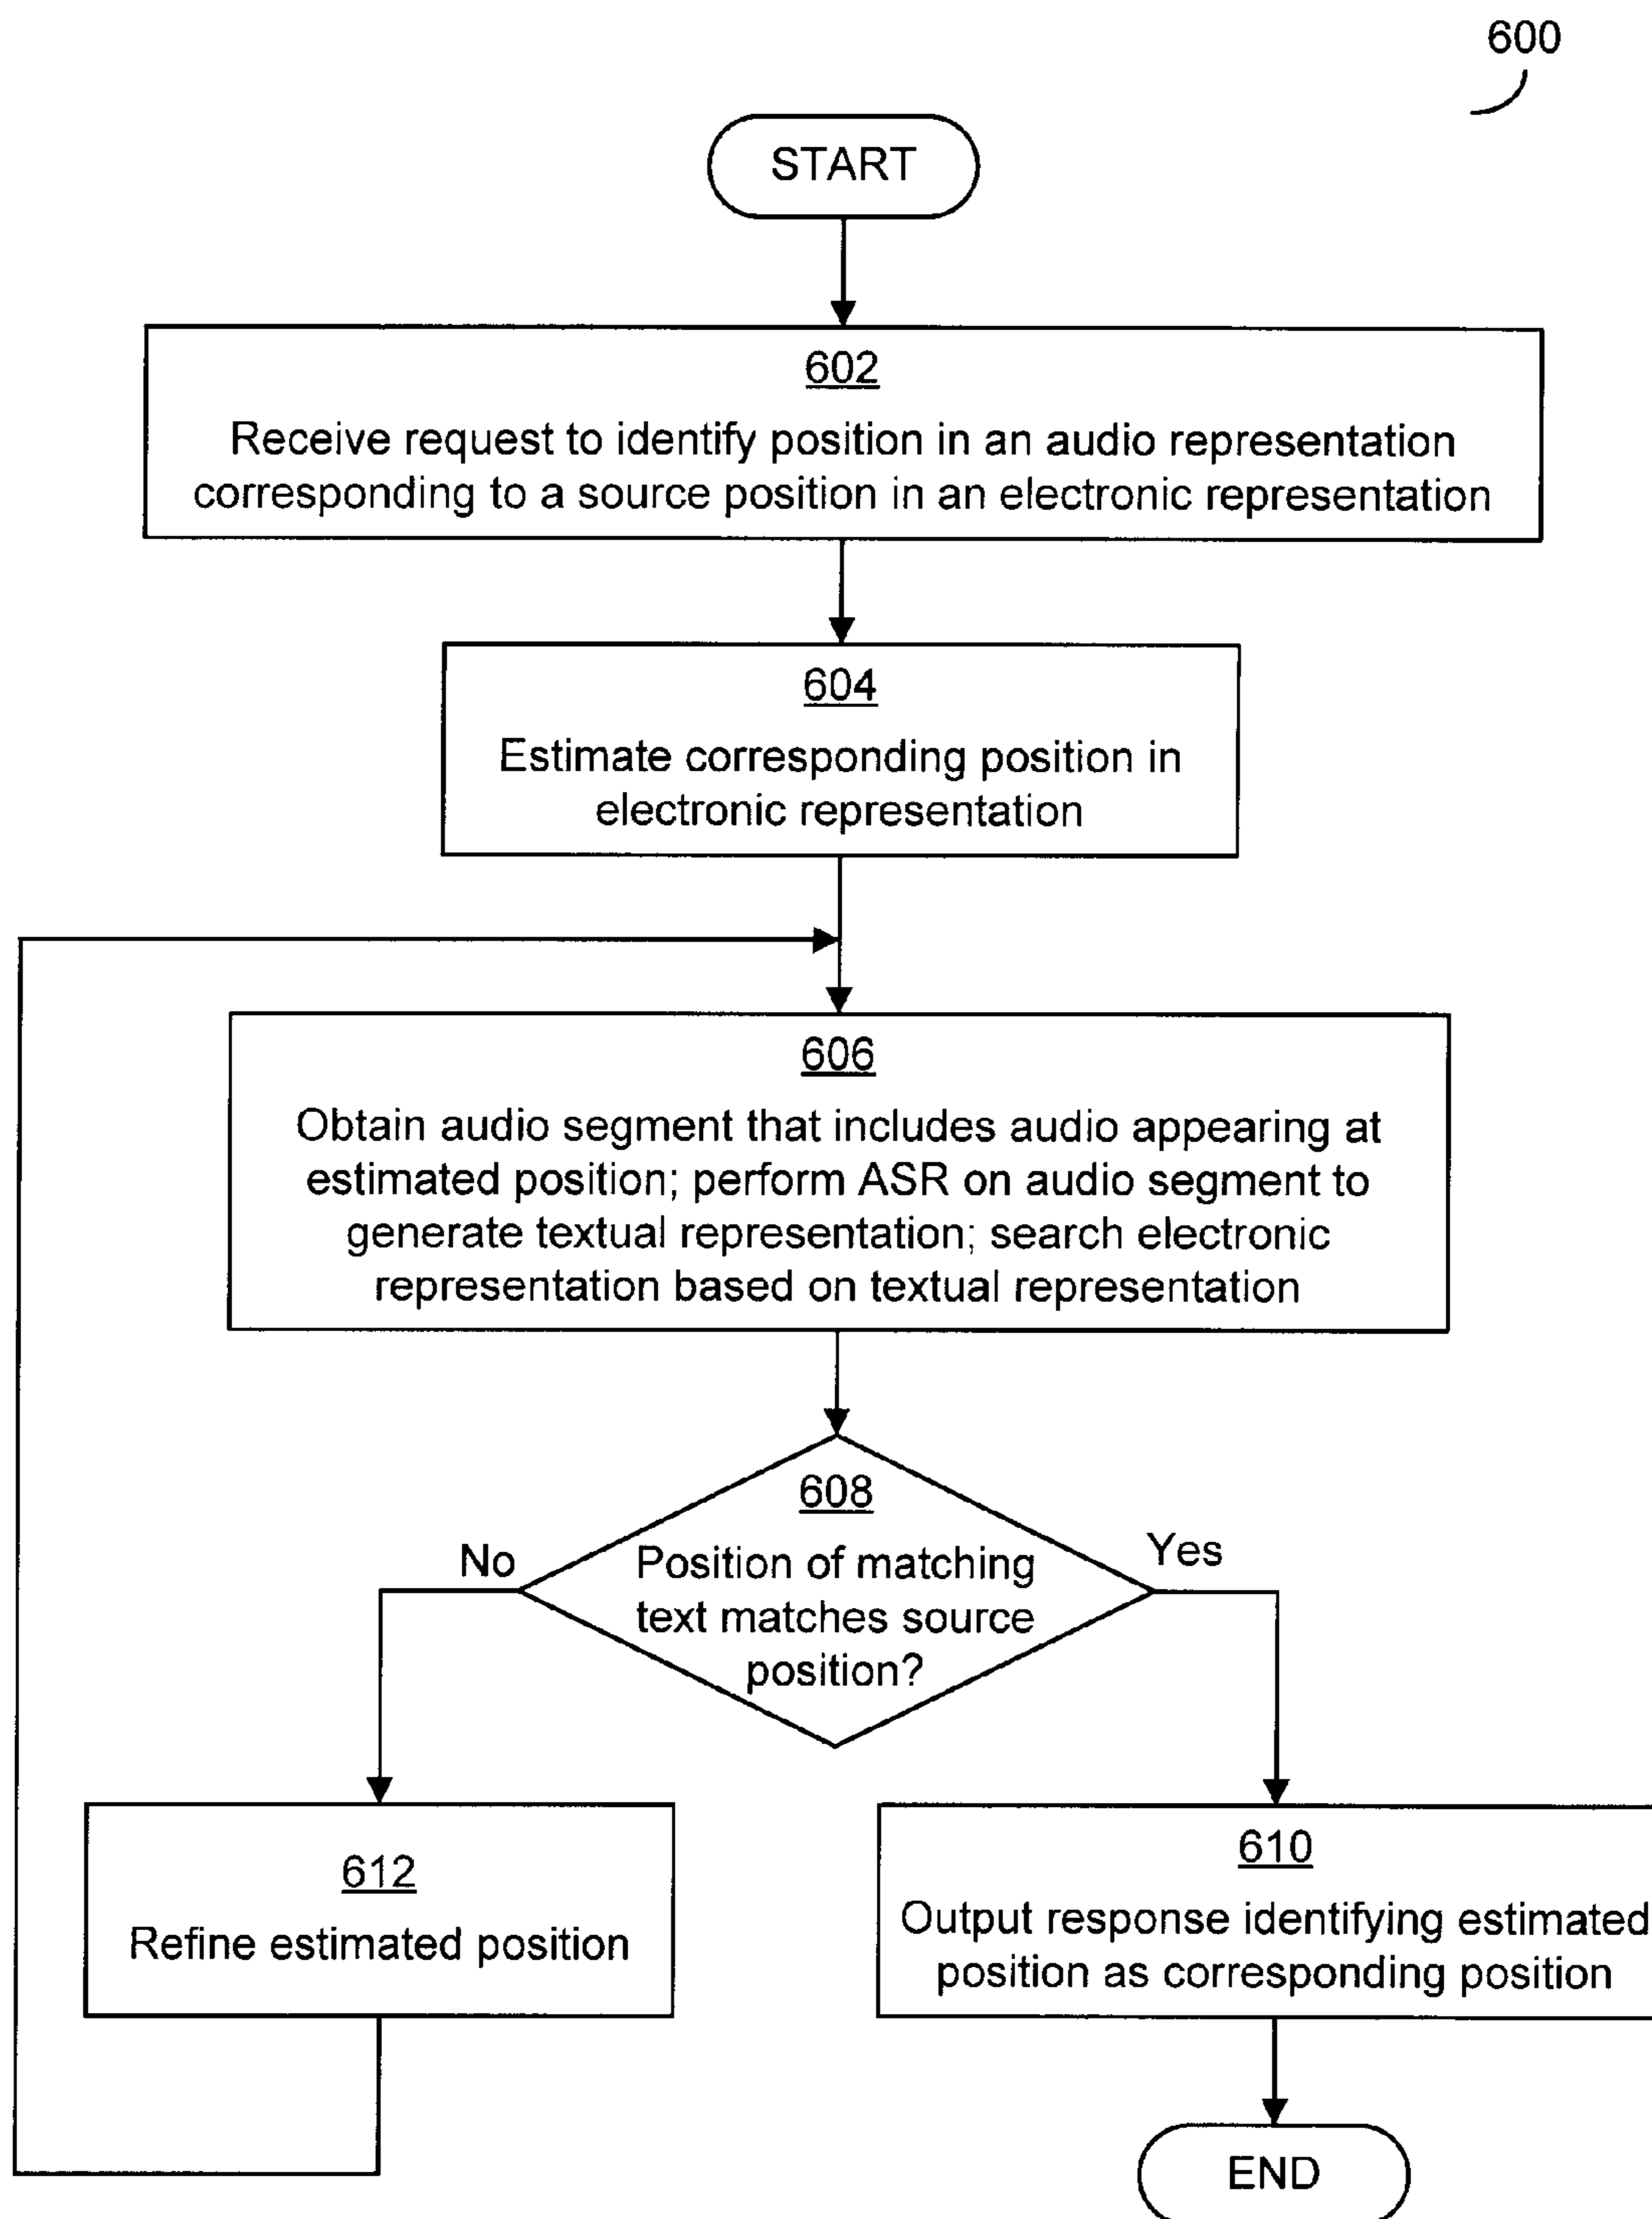 600
START
602
Receive request to identify position in an audio representation
corresponding to a source position in an electronic representation
604
Estimate corresponding position in
electronic representation
606
Obtain audio segment that includes audio appearing at
estimated position; perform ASR on audio segment to
generate textual representation; search electronic
representation based on textual representation
608
Position of matching
text matches source
position?
No
Yes
612
Refine estimated position
610
Output response identifying estimated
position as corresponding position
END